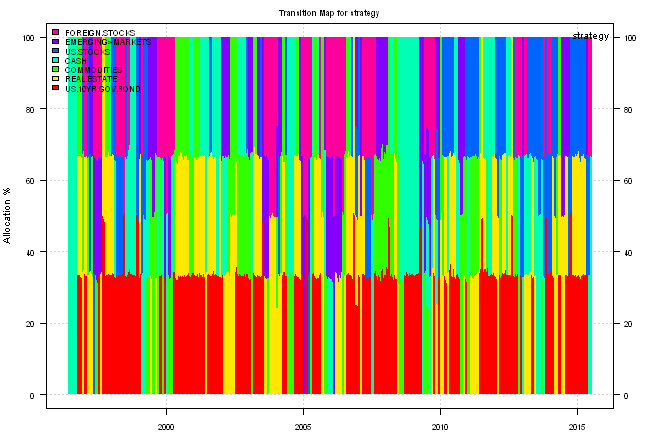 Transition Map for strategy
strategy
FOREIGN.STOCKS
EMERGING>MARKETS
US.STOCKS
CASH
COMMODITIES
REAL.ESTATE
US.10YR.GOV.BOND
Allocation %
100
80
60
40
20
0
100
80
60
40
20
0
2000 2005 2010 2015